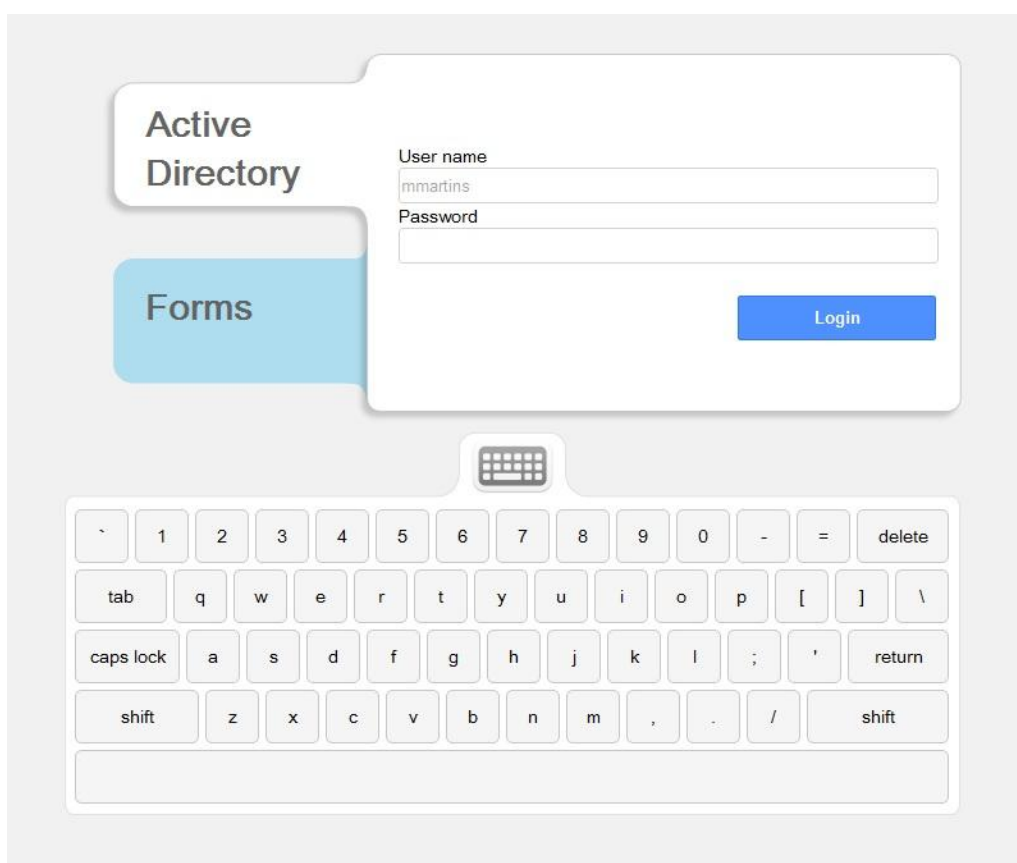 Active
Directory
User name
mmartins
Password
Forms
Login
` 1 2 3 4 5 6 7 8 9 0 - = delete
tab q w e r t y u i o p [ ] \
caps lock a s d f g h j k l ; ' return
shift z x c v b n m , . / shift